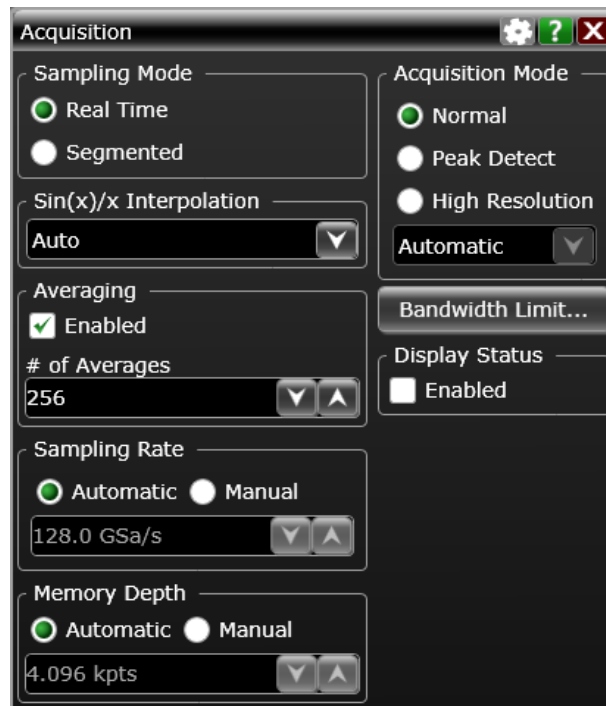 Acquisition
?
X
Sampling Mode
Real Time
Segmented
Sin(x)/x Interpolation
Auto
Averaging
Enabled
# of Averages
256
Sampling Rate
Automatic Manual
128.0 GSa/s
Memory Depth
Automatic Manual
4.096 kpts
Acquisition Mode
Normal
Peak Detect
High Resolution
Automatic
Bandwidth Limit...
Display Status
Enabled